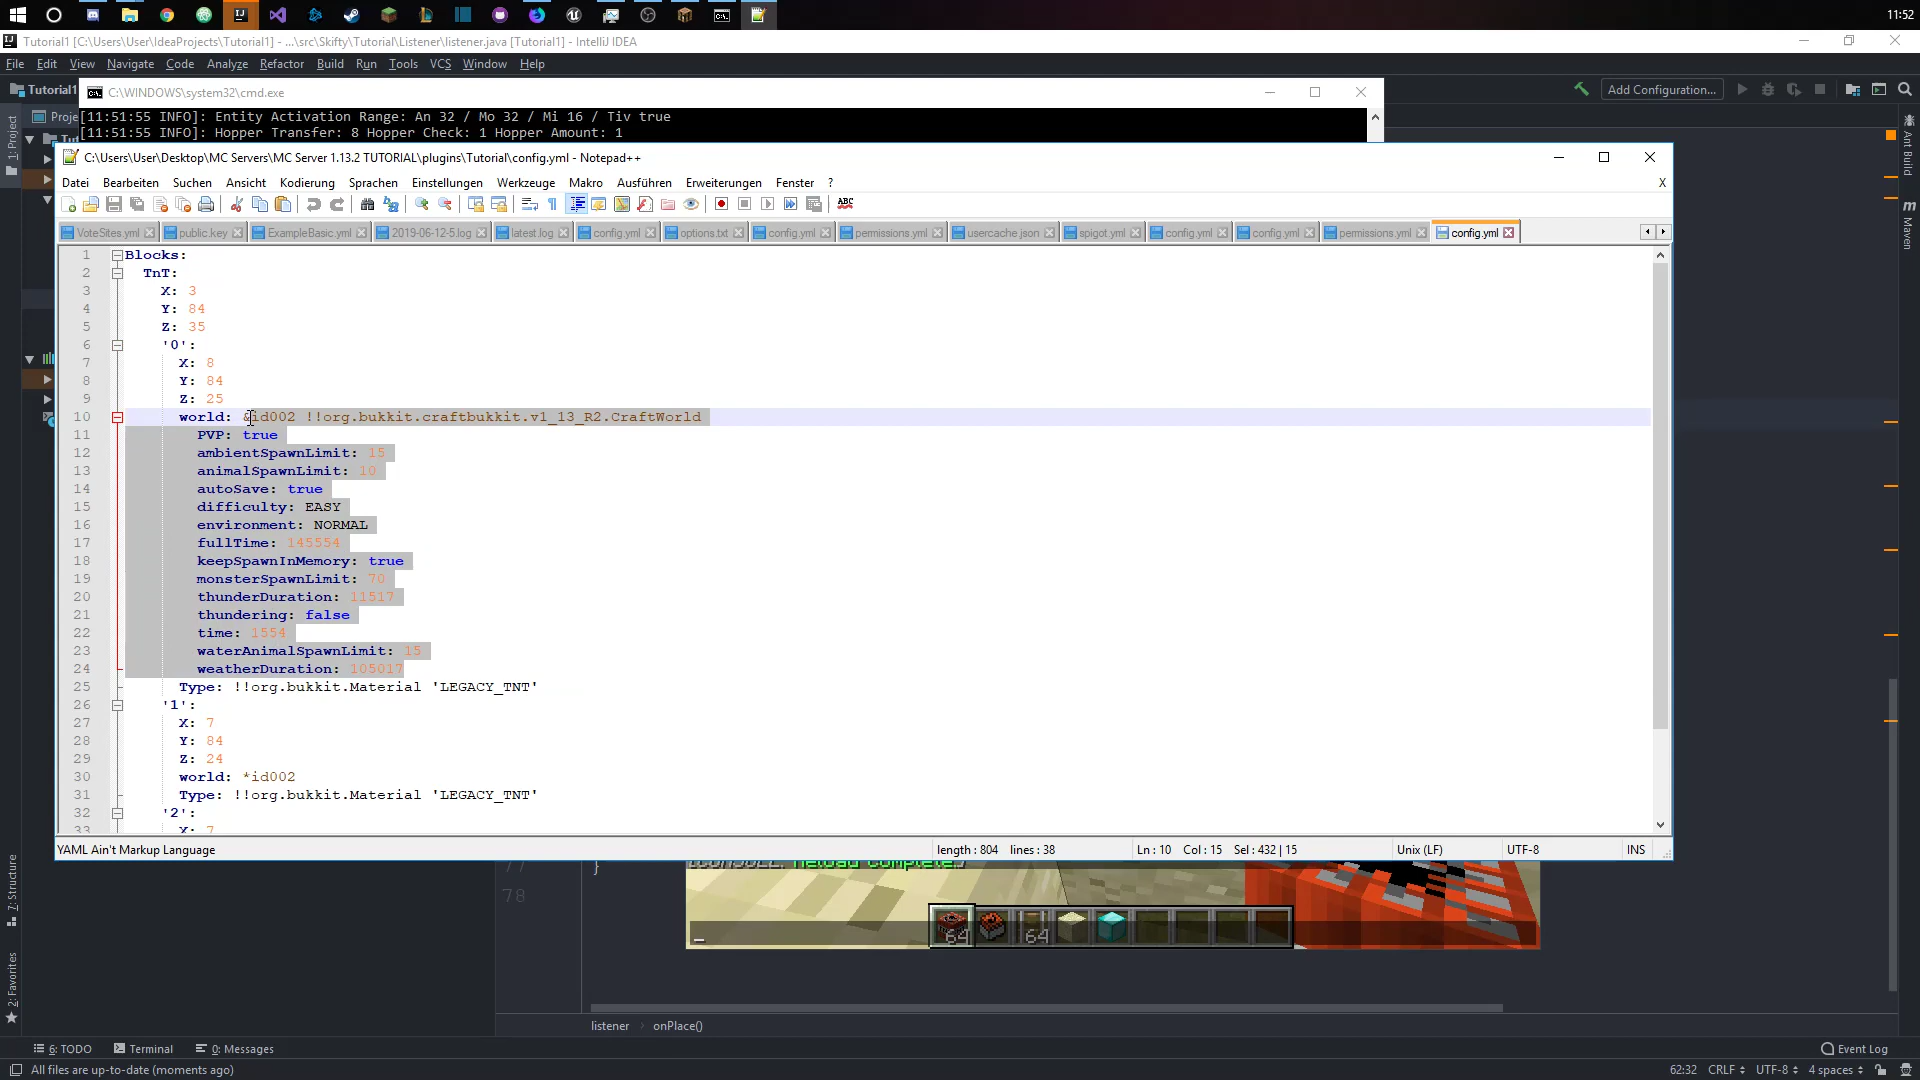 11:52
Tutorial1 [C:\Users\User\IdeaProjects\Tutorial1] - ...\src\Skifty\Tutorial\Listener\listener.java [Tutorial1] - IntelliJ IDEA
File Edit View Navigate Code Analyze Refactor Build Run Tools VCS Window Help
Tutorial1
Add Configuration...
C:\WINDOWS\system32\cmd.exe
[11:51:55 INFO]: Entity Activation Range: An 32 / Mo 32 / Mi 16 / Tiv true
[11:51:55 INFO]: Hopper Transfer: 8 Hopper Check: 1 Hopper Amount: 1
1: Project
Ant Build
Maven
C:\Users\User\Desktop\MC Servers\MC Server 1.13.2 TUTORIAL\plugins\Tutorial\config.yml - Notepad++
Datei Bearbeiten Suchen Ansicht Kodierung Sprachen Einstellungen Werkzeuge Makro Ausführen Erweiterungen Fenster ? X
ABC
VoteSites.yml public.key ExampleBasic.yml 2019-06-12-5.log latest.log config.yml options.txt config.yml permissions.yml usercache.json spigot.yml config.yml config.yml permissions.yml config.yml
1 Blocks:
2 TnT:
3 X: 3
4 Y: 84
5 Z: 35
6 '0':
7 X: 8
8 Y: 84
9 Z: 25
10 world: &id002 !!org.bukkit.craftbukkit.v1_13_R2.CraftWorld
11 PVP: true
12 ambientSpawnLimit: 15
13 animalSpawnLimit: 10
14 autoSave: true
15 difficulty: EASY
16 environment: NORMAL
17 fullTime: 145554
18 keepSpawnInMemory: true
19 monsterSpawnLimit: 70
20 thunderDuration: 11517
21 thundering: false
22 time: 1554
23 waterAnimalSpawnLimit: 15
24 weatherDuration: 105017
25 Type: !!org.bukkit.Material 'LEGACY_TNT'
26 '1':
27 X: 7
28 Y: 84
29 Z: 24
30 world: *id002
31 Type: !!org.bukkit.Material 'LEGACY_TNT'
32 '2':
33 X: 7
YAML Ain't Markup Language length : 804 lines : 38 Ln : 10 Col : 15 Sel : 432 | 15 Unix (LF) UTF-8 INS
77 }
78
64 64
7: Structure
2: Favorites
listener onPlace()
6: TODO Terminal 0: Messages Event Log
All files are up-to-date (moments ago) 62:32 CRLF UTF-8 4 spaces